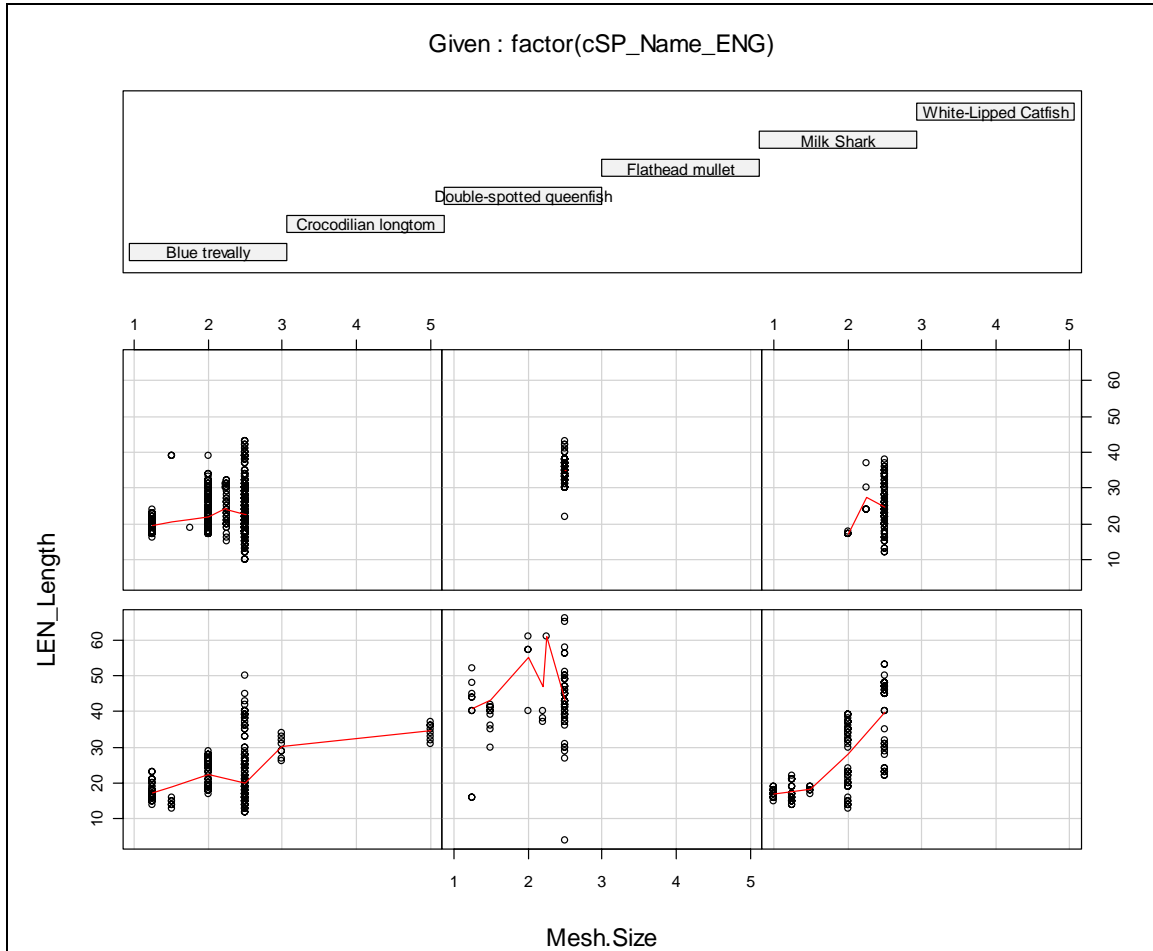 Given : factor(cSP_Name_ENG)
White-Lipped Catfish
Milk Shark
Flathead mullet
Double-spotted queenfish
Crocodilian longtom
Blue trevally
1 2 3 4 5 1 2 3 4 5
60
50
40
30
20
10
LEN_Length
60
50
40
30
20
10
1 2 3 4 5
Mesh.Size